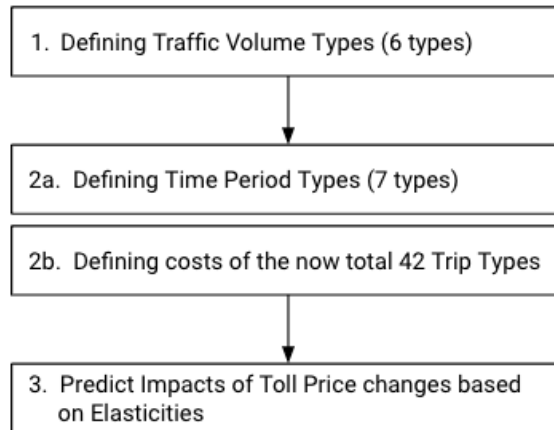 1. Defining Traffic Volume Types (6 types)
2a. Defining Time Period Types (7 types)
2b. Defining costs of the now total 42 Trip Types
3. Predict Impacts of Toll Price changes based
on Elasticities